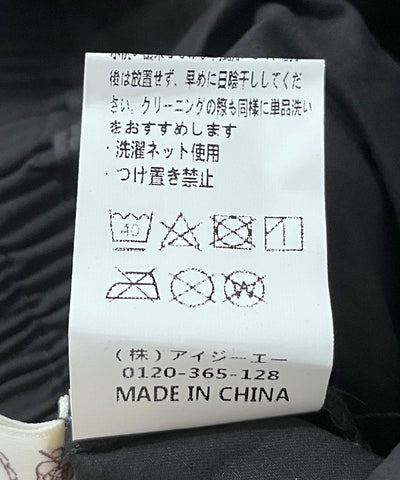 後は放置せず、早めに日陰干ししてくだ
さい。クリーニングの際も同様に単品洗い
をおすすめします
・洗濯ネット使用
・つけ置き禁止
40
W
(株)アイジーエー
0120-365-128
MADE IN CHINA